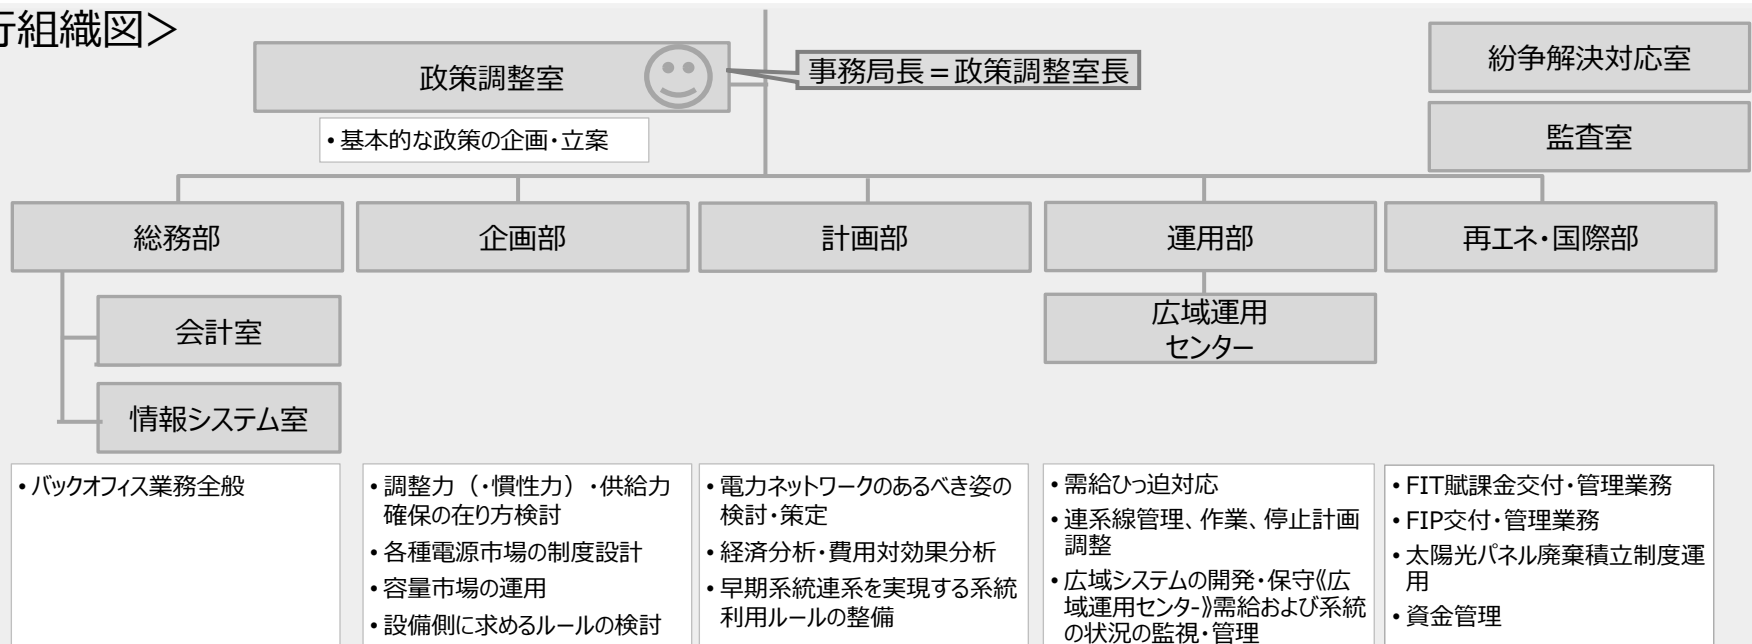 行組織図＞
政策調整室
事務局長＝政策調整室長
紛争解決対応室
監査室
・基本的な政策の企画・立案
総務部
企画部
計画部
運用部
再エネ・国際部
会計室
情報システム室
広域運用
センター
・バックオフィス業務全般
・調整力（・慣性力）・供給力
確保の在り方検討
・各種電源市場の制度設計
・容量市場の運用
・設備側に求めるルールの検討
・電力ネットワークのあるべき姿の
検討・策定
・経済分析・費用対効果分析
・早期系統連系を実現する系統
利用ルールの整備
・需給ひっ迫対応
・連系線管理、作業、停止計画
調整
・広域システムの開発・保守《広
域運用センター》需給および系統
の状況の監視・管理
・FIT賦課金交付・管理業務
・FIP交付・管理業務
・太陽光パネル廃棄積立制度運
用
・資金管理